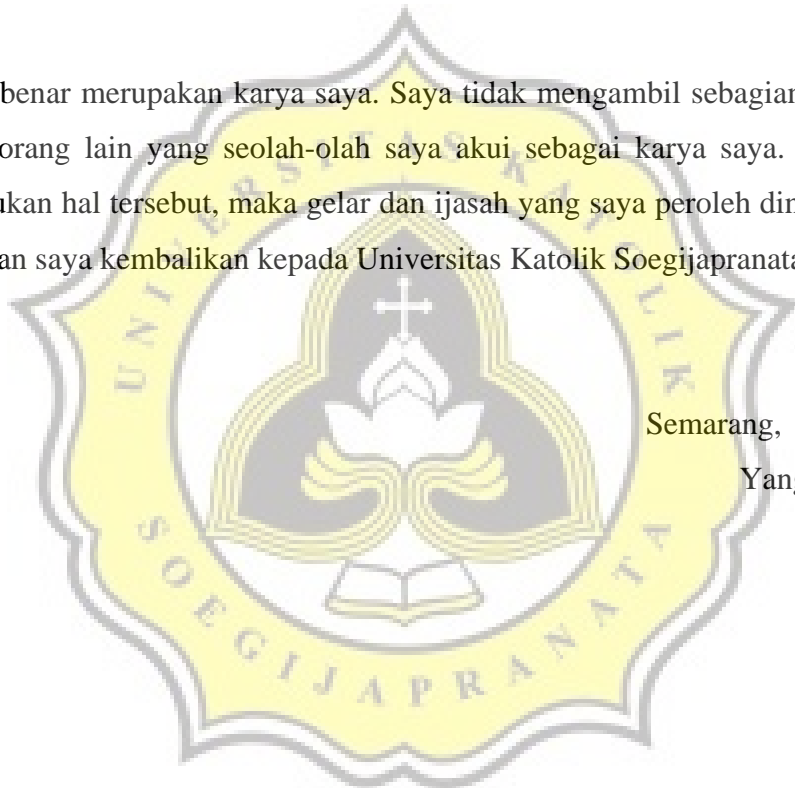 benar merupakan karya saya. Saya tidak mengambil sebagian
orang lain yang seolah-olah saya akui sebagai karya saya.
ukan hal tersebut, maka gelar dan ijasah yang saya peroleh din
an saya kembalikan kepada Universitas Katolik Soegijapranata
Semarang,
Yang
UNIVERSITAS KATOLIK
SOEGIJAPRANATA